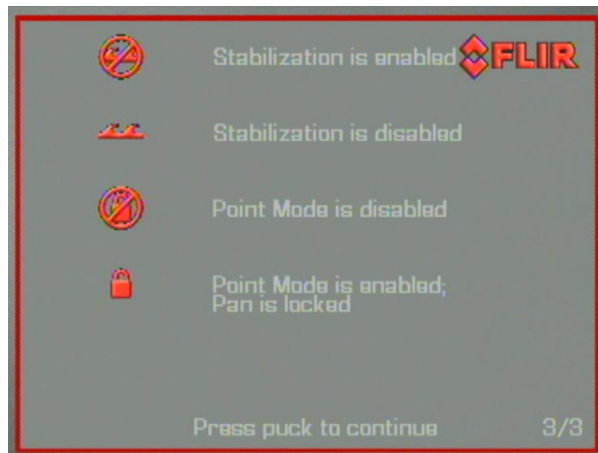 Stabilization is enabled
FLIR
Stabilization is disabled
Point Mode is disabled
Point Mode is enabled;
Pan is locked
Press puck to continue
3/3